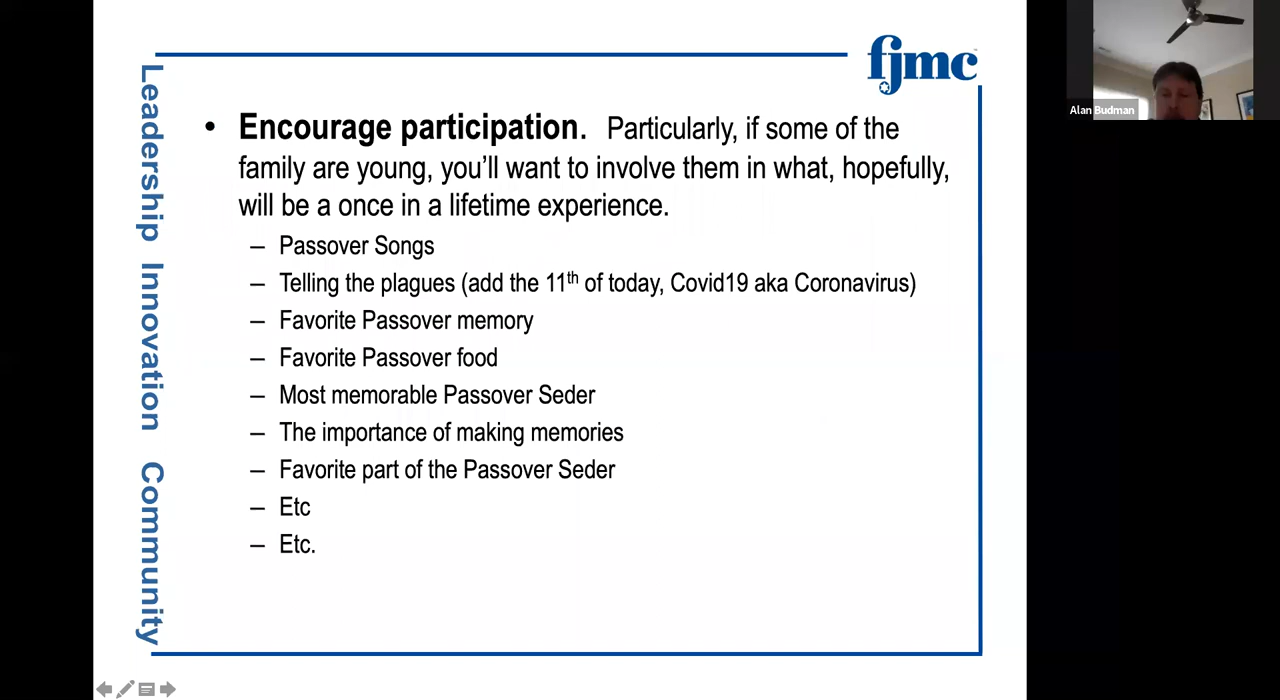 fjmc
Leadership Innovation Community
• Encourage participation. Particularly, if some of the
family are young, you’ll want to involve them in what, hopefully,
will be a once in a lifetime experience.
– Passover Songs
– Telling the plagues (add the 11th of today, Covid19 aka Coronavirus)
– Favorite Passover memory
– Favorite Passover food
– Most memorable Passover Seder
– The importance of making memories
– Favorite part of the Passover Seder
– Etc
– Etc.
Alan Budman